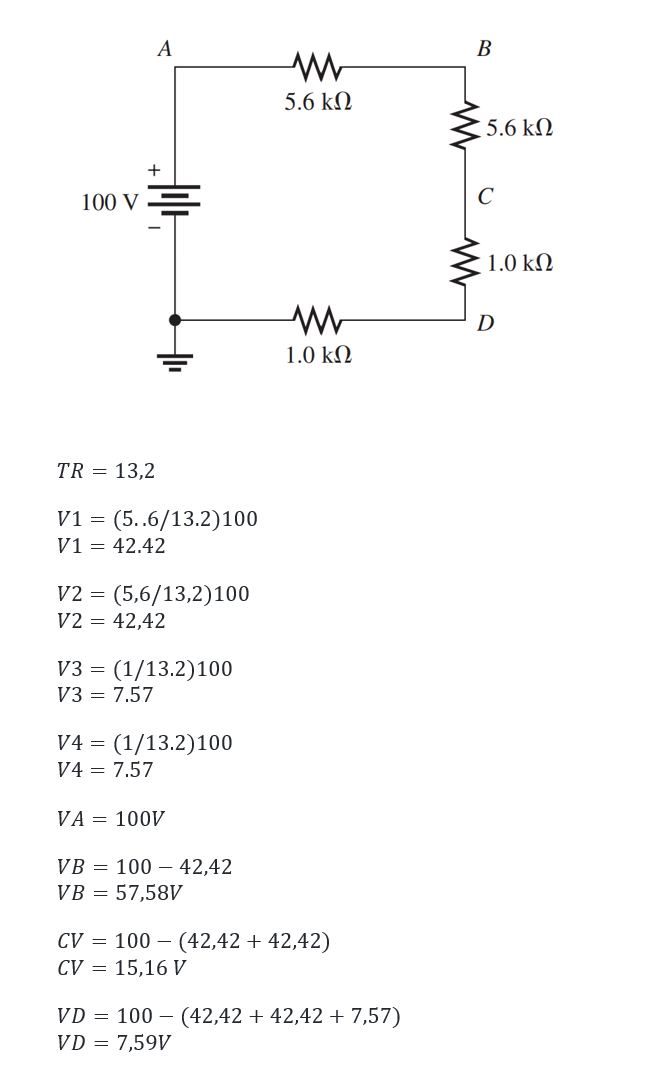 A
B
5.6 kΩ
5.6 kΩ
+
100 V
C
−
1.0 kΩ
D
1.0 kΩ
TR = 13,2
V1 = (5..6/13.2)100
V1 = 42.42
V2 = (5,6/13,2)100
V2 = 42,42
V3 = (1/13.2)100
V3 = 7.57
V4 = (1/13.2)100
V4 = 7.57
VA = 100V
VB = 100 − 42,42
VB = 57,58V
CV = 100 − (42,42 + 42,42)
CV = 15,16 V
VD = 100 − (42,42 + 42,42 + 7,57)
VD = 7,59V